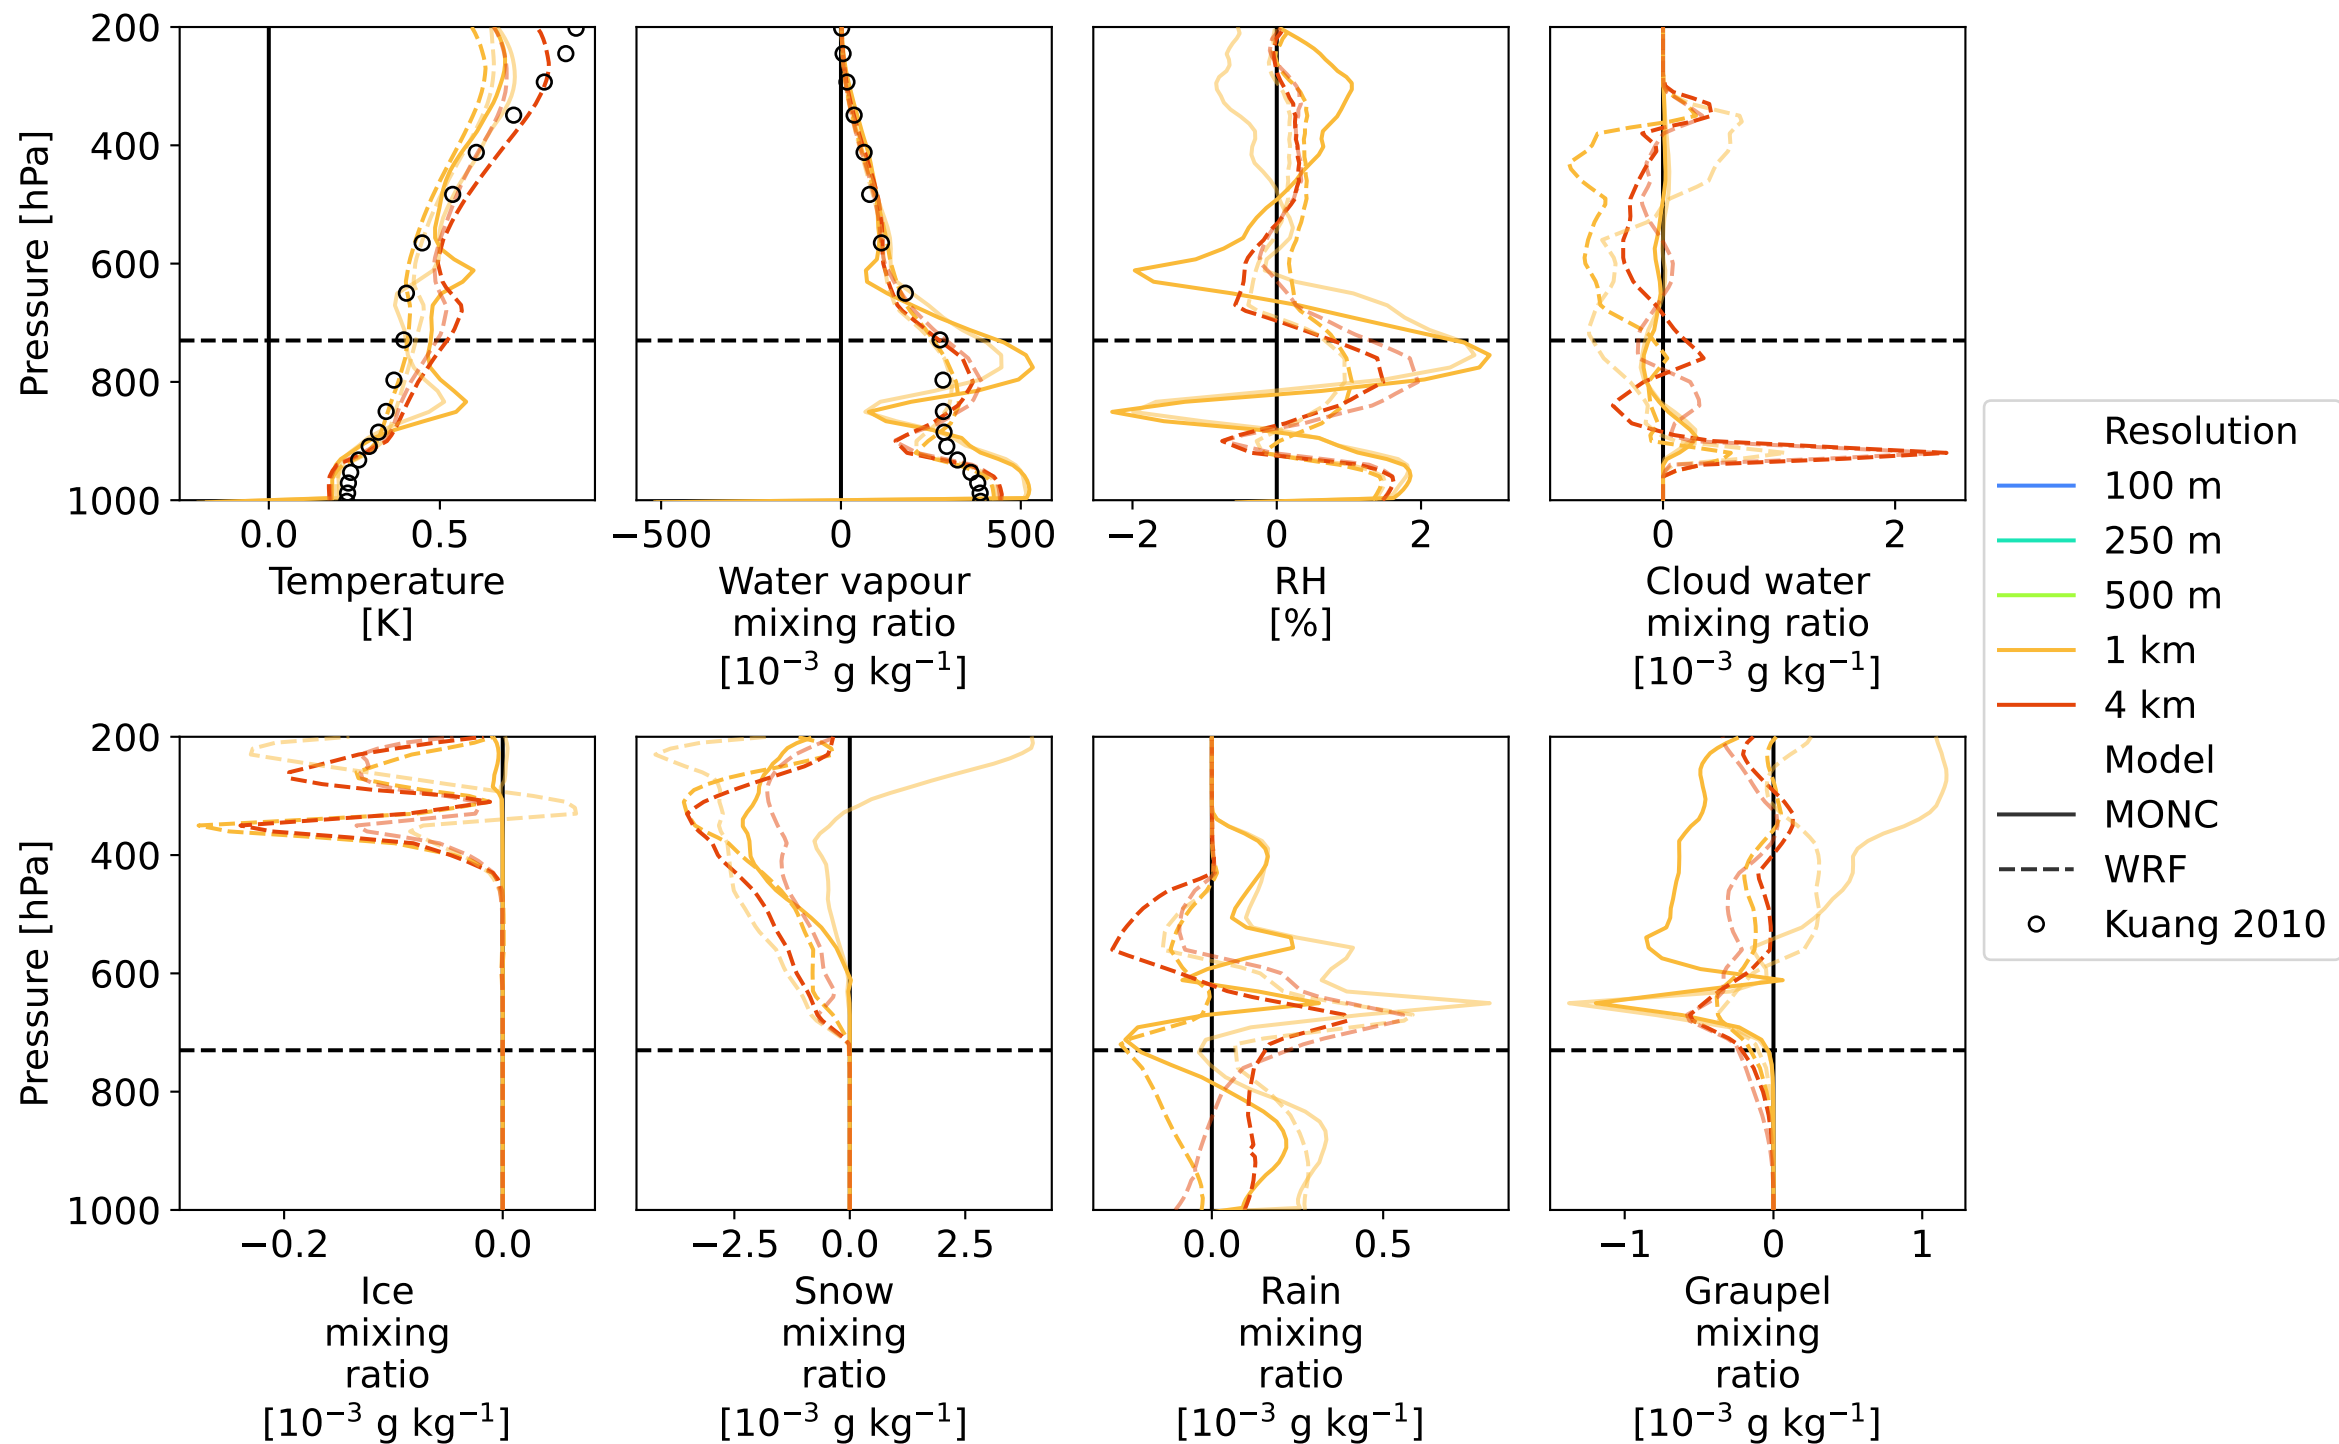 200
400
600
800
1000
Pressure [hPa]
0.0 0.5
Temperature
[K]
−500 0 500
Water vapour
mixing ratio
[10⁻³ g kg⁻¹]
−2 0 2
RH
[%]
0 2
Cloud water
mixing ratio
[10⁻³ g kg⁻¹]
200
400
600
800
1000
Pressure [hPa]
−0.2 0.0
Ice
mixing
ratio
[10⁻³ g kg⁻¹]
−2.5 0.0 2.5
Snow
mixing
ratio
[10⁻³ g kg⁻¹]
0.0 0.5
Rain
mixing
ratio
[10⁻³ g kg⁻¹]
−1 0 1
Graupel
mixing
ratio
[10⁻³ g kg⁻¹]
Resolution
100 m
250 m
500 m
1 km
4 km
Model
MONC
WRF
Kuang 2010